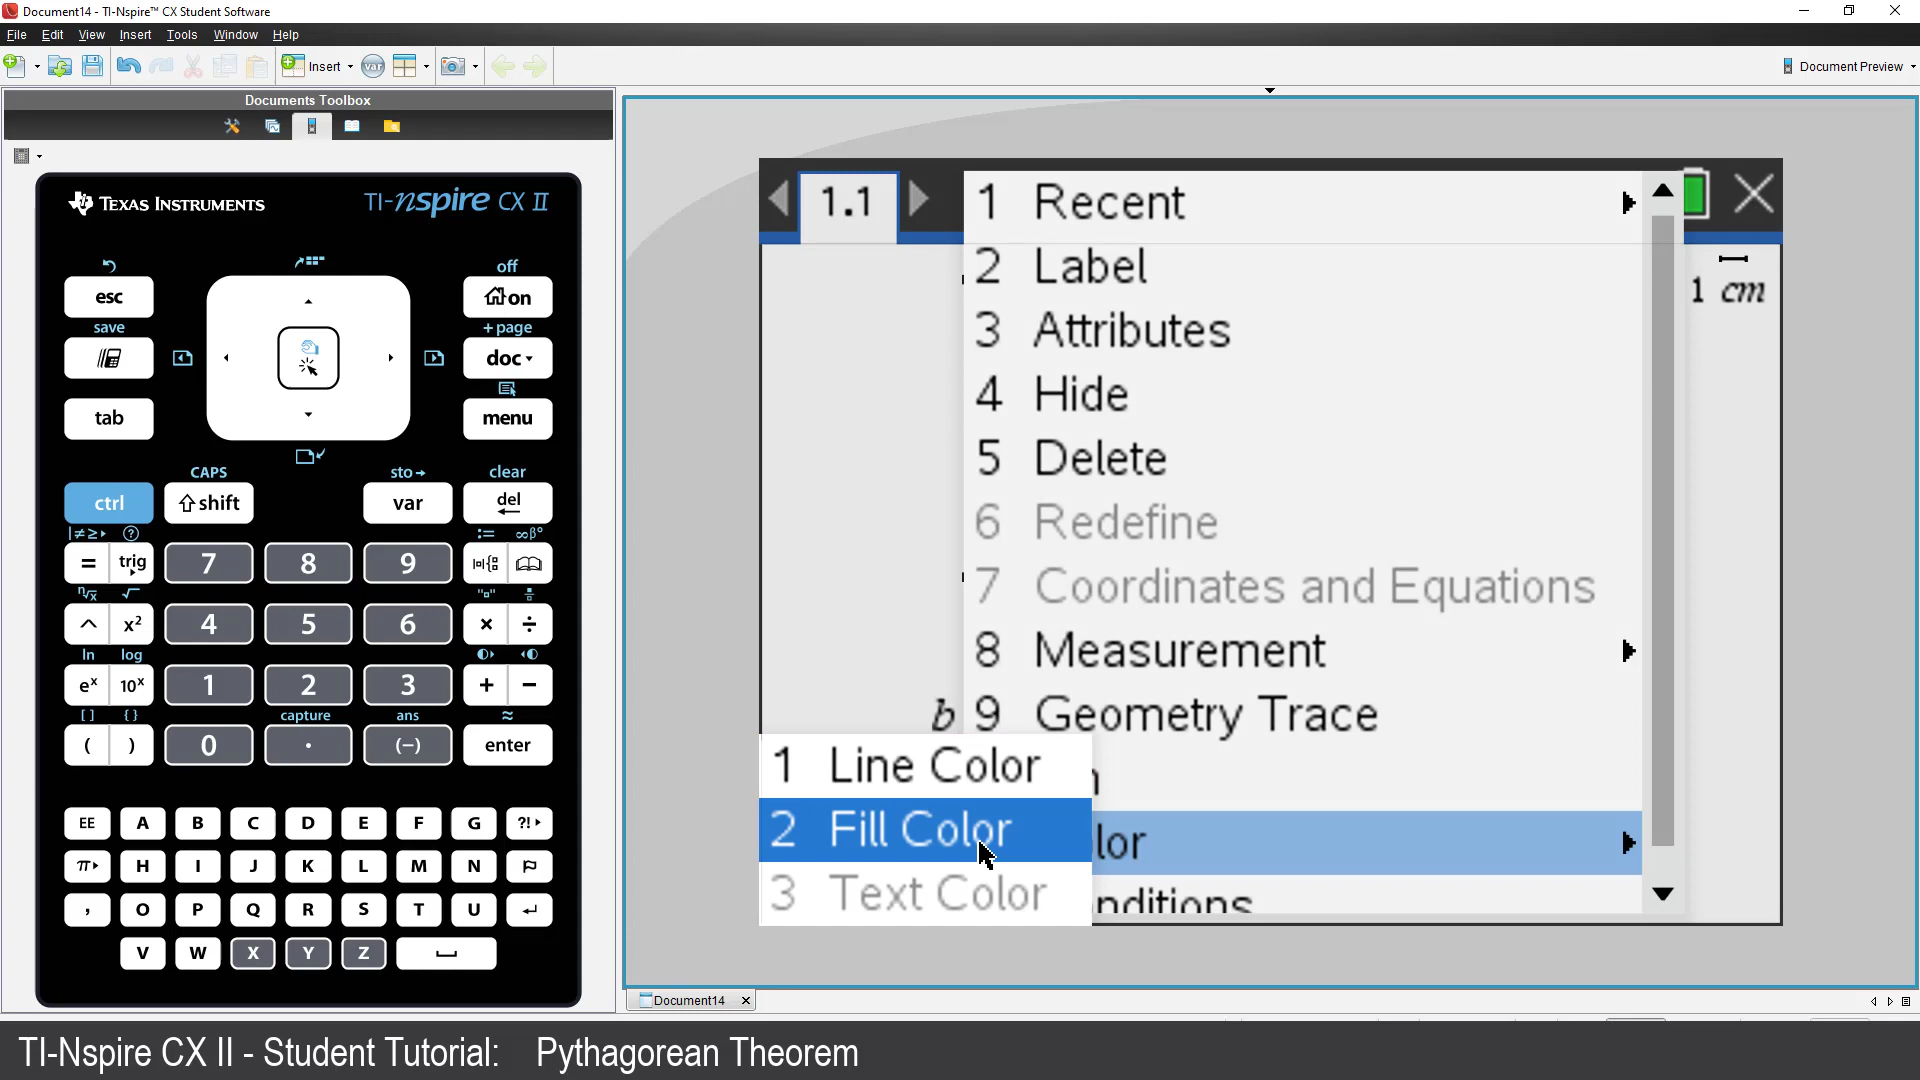 Document14 - TI-Nspire™ CX Student Software
File Edit View Insert Tools Window Help
Insert var Document Preview
Documents Toolbox
TEXAS INSTRUMENTS TI-nspire CX II
off
esc on
save + page
doc
tab menu
CAPS sto→ clear
ctrl shift var del
|≠≥▸ ? := ∞β°
= trig 7 8 9
ⁿ√x √
^ x² 4 5 6 × ÷
ln log
eˣ 10ˣ 1 2 3 + −
[ ] { } capture ans ≈
( ) 0 . (−) enter
EE A B C D E F G ?!▸
π▸ H I J K L M N
, O P Q R S T U
V W X Y Z
1.1
1 cm
1 Recent
2 Label
3 Attributes
4 Hide
5 Delete
6 Redefine
7 Coordinates and Equations
8 Measurement
b 9 Geometry Trace
1 Line Color
2 Fill Color
3 Text Color
lor
nditions
Document14
TI-Nspire CX II - Student Tutorial: Pythagorean Theorem